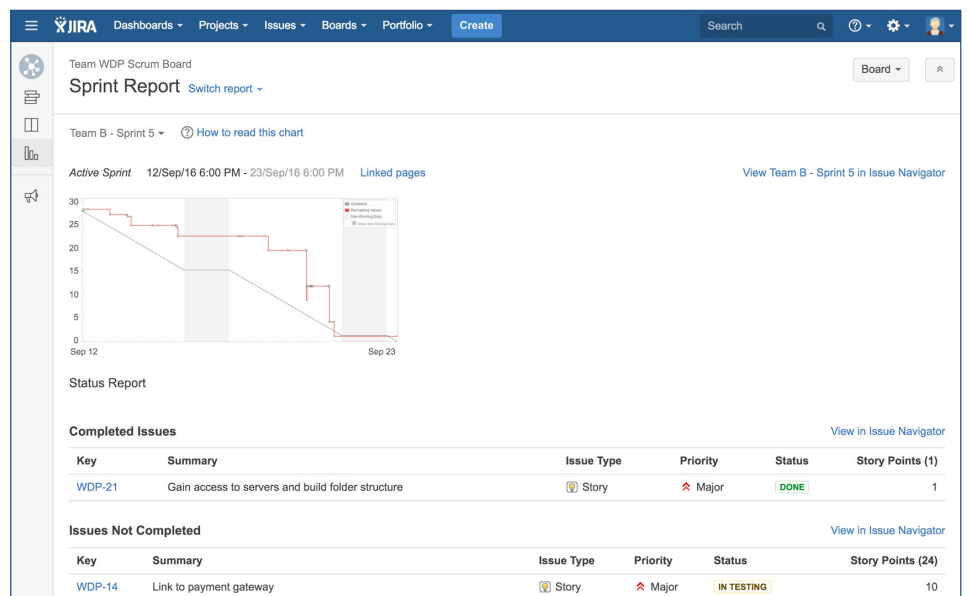 JIRA Dashboards Projects Issues Boards Portfolio Create Search
Team WDP Scrum Board
Sprint Report Switch report
Board
Team B - Sprint 5 How to read this chart
Active Sprint 12/Sep/16 6:00 PM - 23/Sep/16 6:00 PM Linked pages View Team B - Sprint 5 in Issue Navigator
30
Guideline
Remaining Values
Non-Working Days
Show Non-Working Days
25
20
15
10
5
0
Sep 12 Sep 23
Status Report
Completed Issues View in Issue Navigator
Key Summary Issue Type Priority Status Story Points (1)
WDP-21 Gain access to servers and build folder structure Story Major DONE 1
Issues Not Completed View in Issue Navigator
Key Summary Issue Type Priority Status Story Points (24)
WDP-14 Link to payment gateway Story Major IN TESTING 10